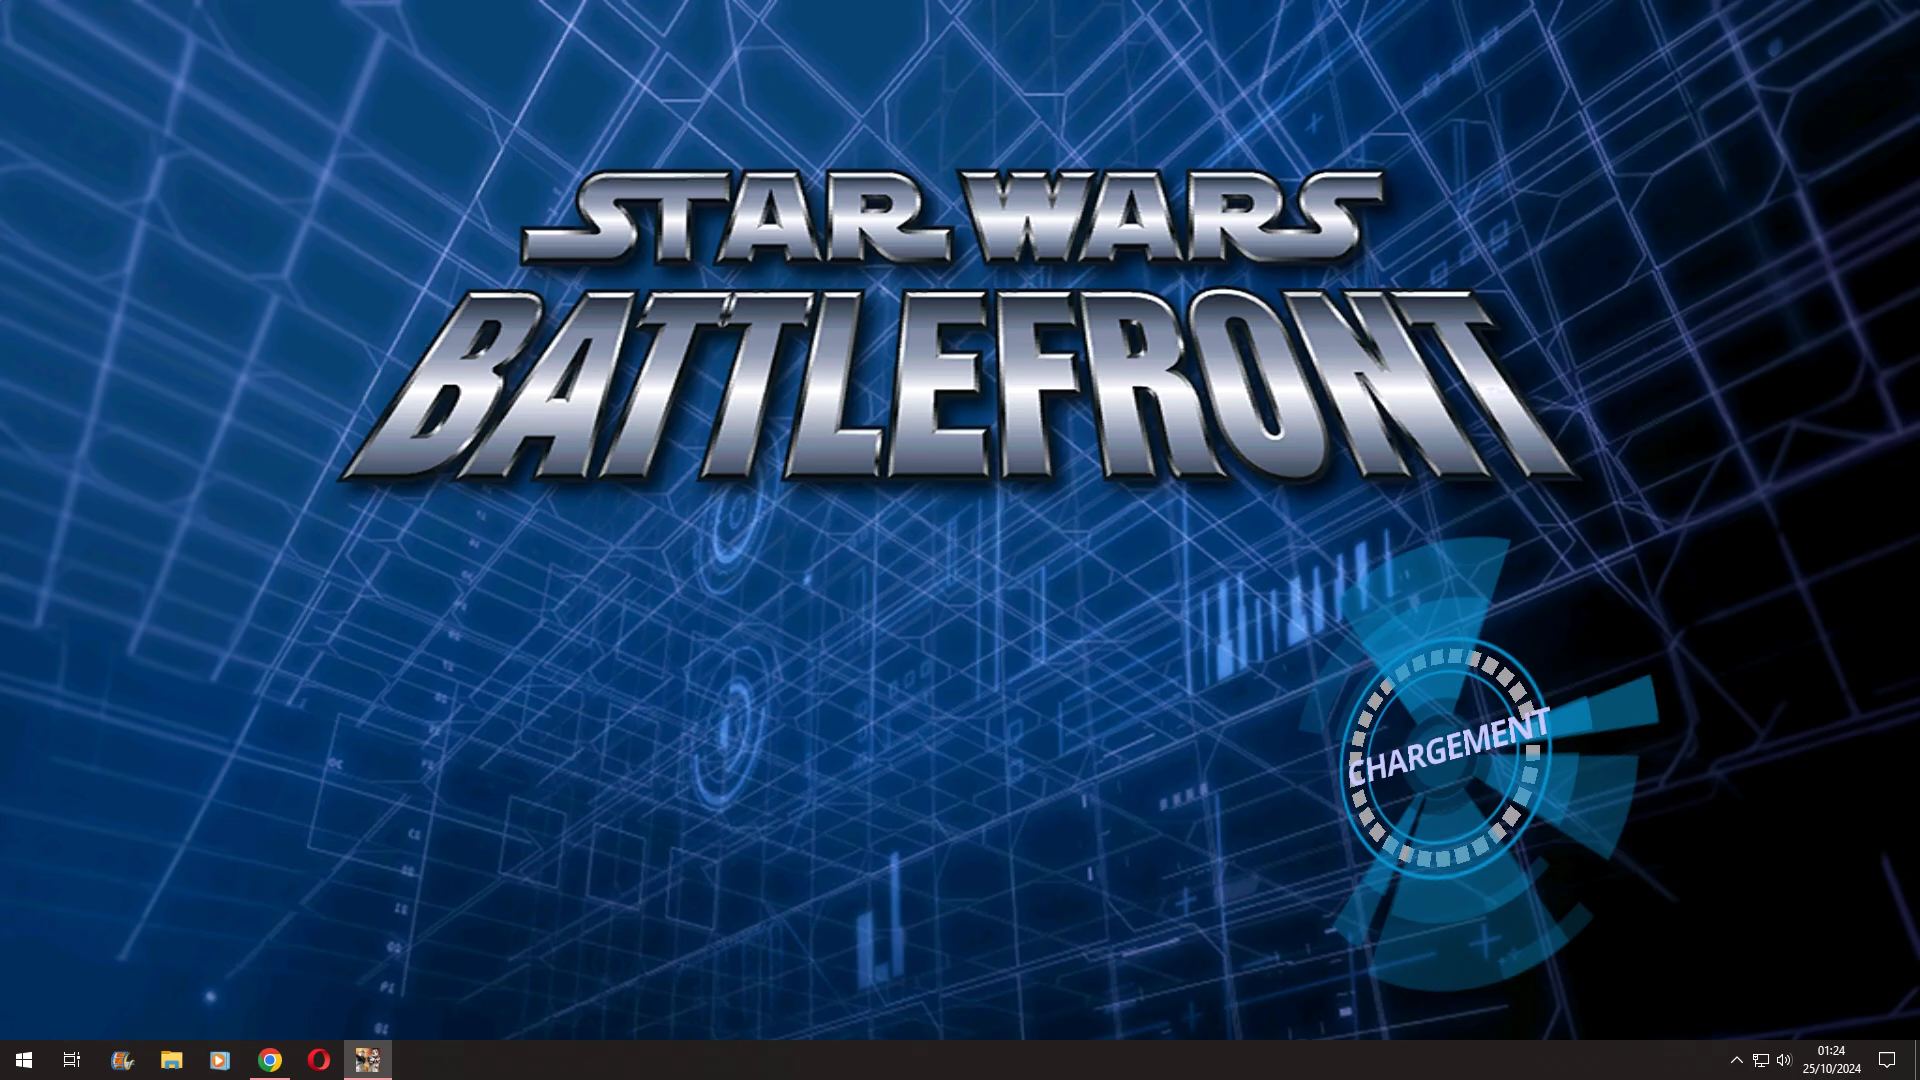 STAR WARS
BATTLEFRONT
CHARGEMENT
01:24
25/10/2024